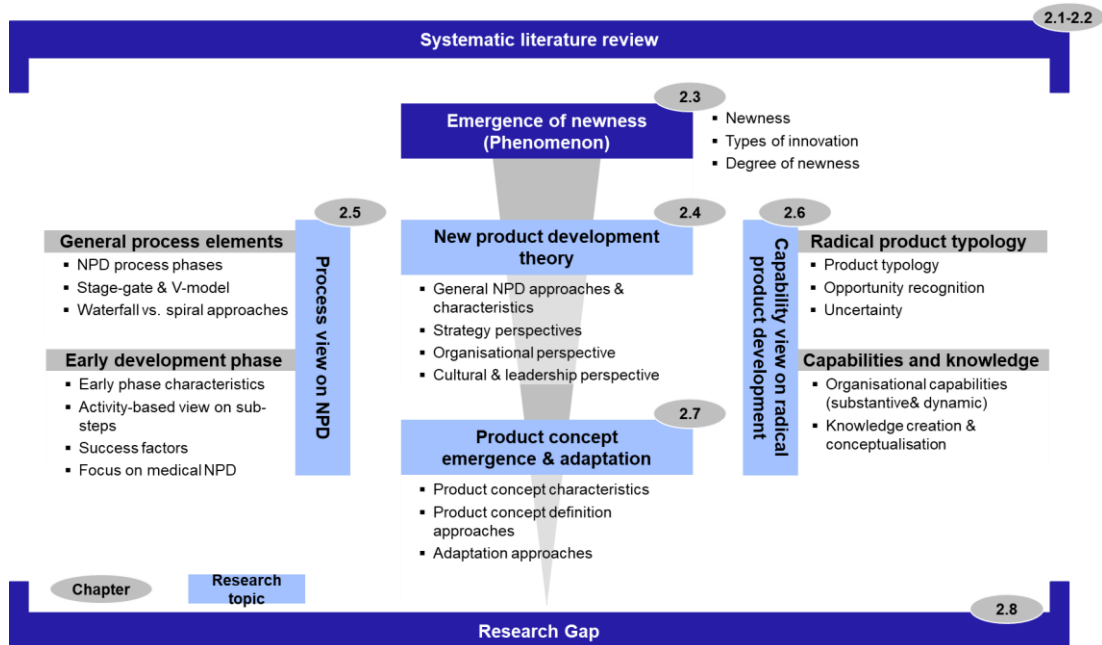 2.1-2.2
Systematic literature review
2.3
Emergence of newness
(Phenomenon)
▪ Newness
▪ Types of innovation
▪ Degree of newness
2.5
General process elements
▪ NPD process phases
▪ Stage-gate & V-model
▪ Waterfall vs. spiral approaches
Early development phase
▪ Early phase characteristics
▪ Activity-based view on sub-
steps
▪ Success factors
▪ Focus on medical NPD
Process view on NPD
2.4
New product development
theory
▪ General NPD approaches &
characteristics
▪ Strategy perspectives
▪ Organisational perspective
▪ Cultural & leadership perspective
2.7
Product concept
emergence & adaptation
▪ Product concept characteristics
▪ Product concept definition
approaches
▪ Adaptation approaches
2.6
Capability view on radical
product development
Radical product typology
▪ Product typology
▪ Opportunity recognition
▪ Uncertainty
Capabilities and knowledge
▪ Organisational capabilities
(substantive& dynamic)
▪ Knowledge creation &
conceptualisation
Chapter
Research
topic
2.8
Research Gap